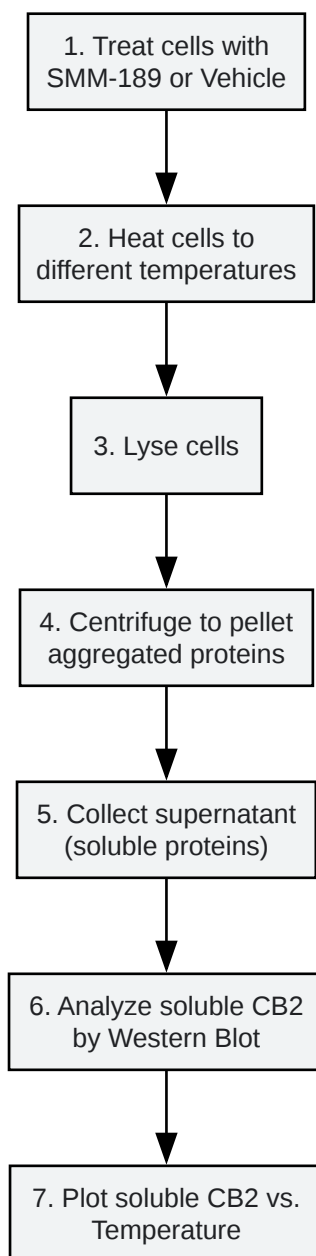 1. Treat cells with
SMM-189 or Vehicle
2. Heat cells to
different temperatures
3. Lyse cells
4. Centrifuge to pellet
aggregated proteins
5. Collect supernatant
(soluble proteins)
6. Analyze soluble CB2
by Western Blot
7. Plot soluble CB2 vs.
Temperature